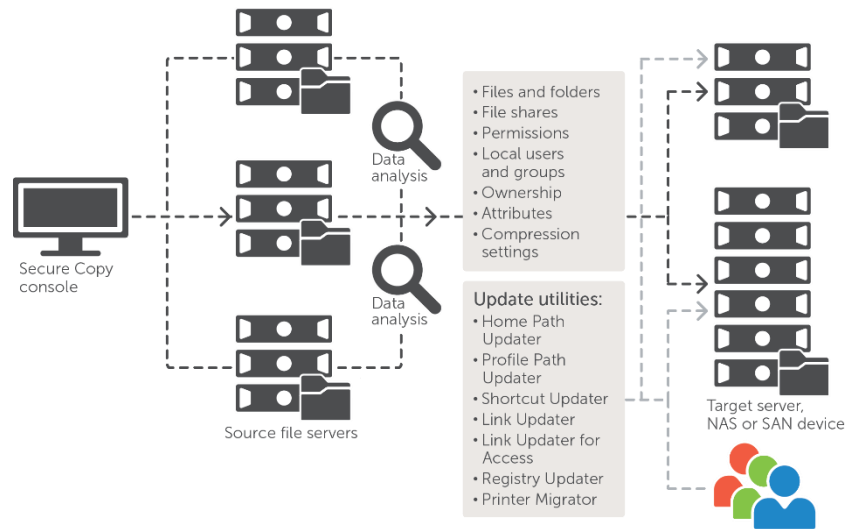 Secure Copy
console
Source file servers
Data
analysis
Data
analysis
• Files and folders
• File shares
• Permissions
• Local users
and groups
• Ownership
• Attributes
• Compression
settings
Update utilities:
• Home Path
Updater
• Profile Path
Updater
• Shortcut Updater
• Link Updater
• Link Updater for
Access
• Registry Updater
• Printer Migrator
Target server,
NAS or SAN device